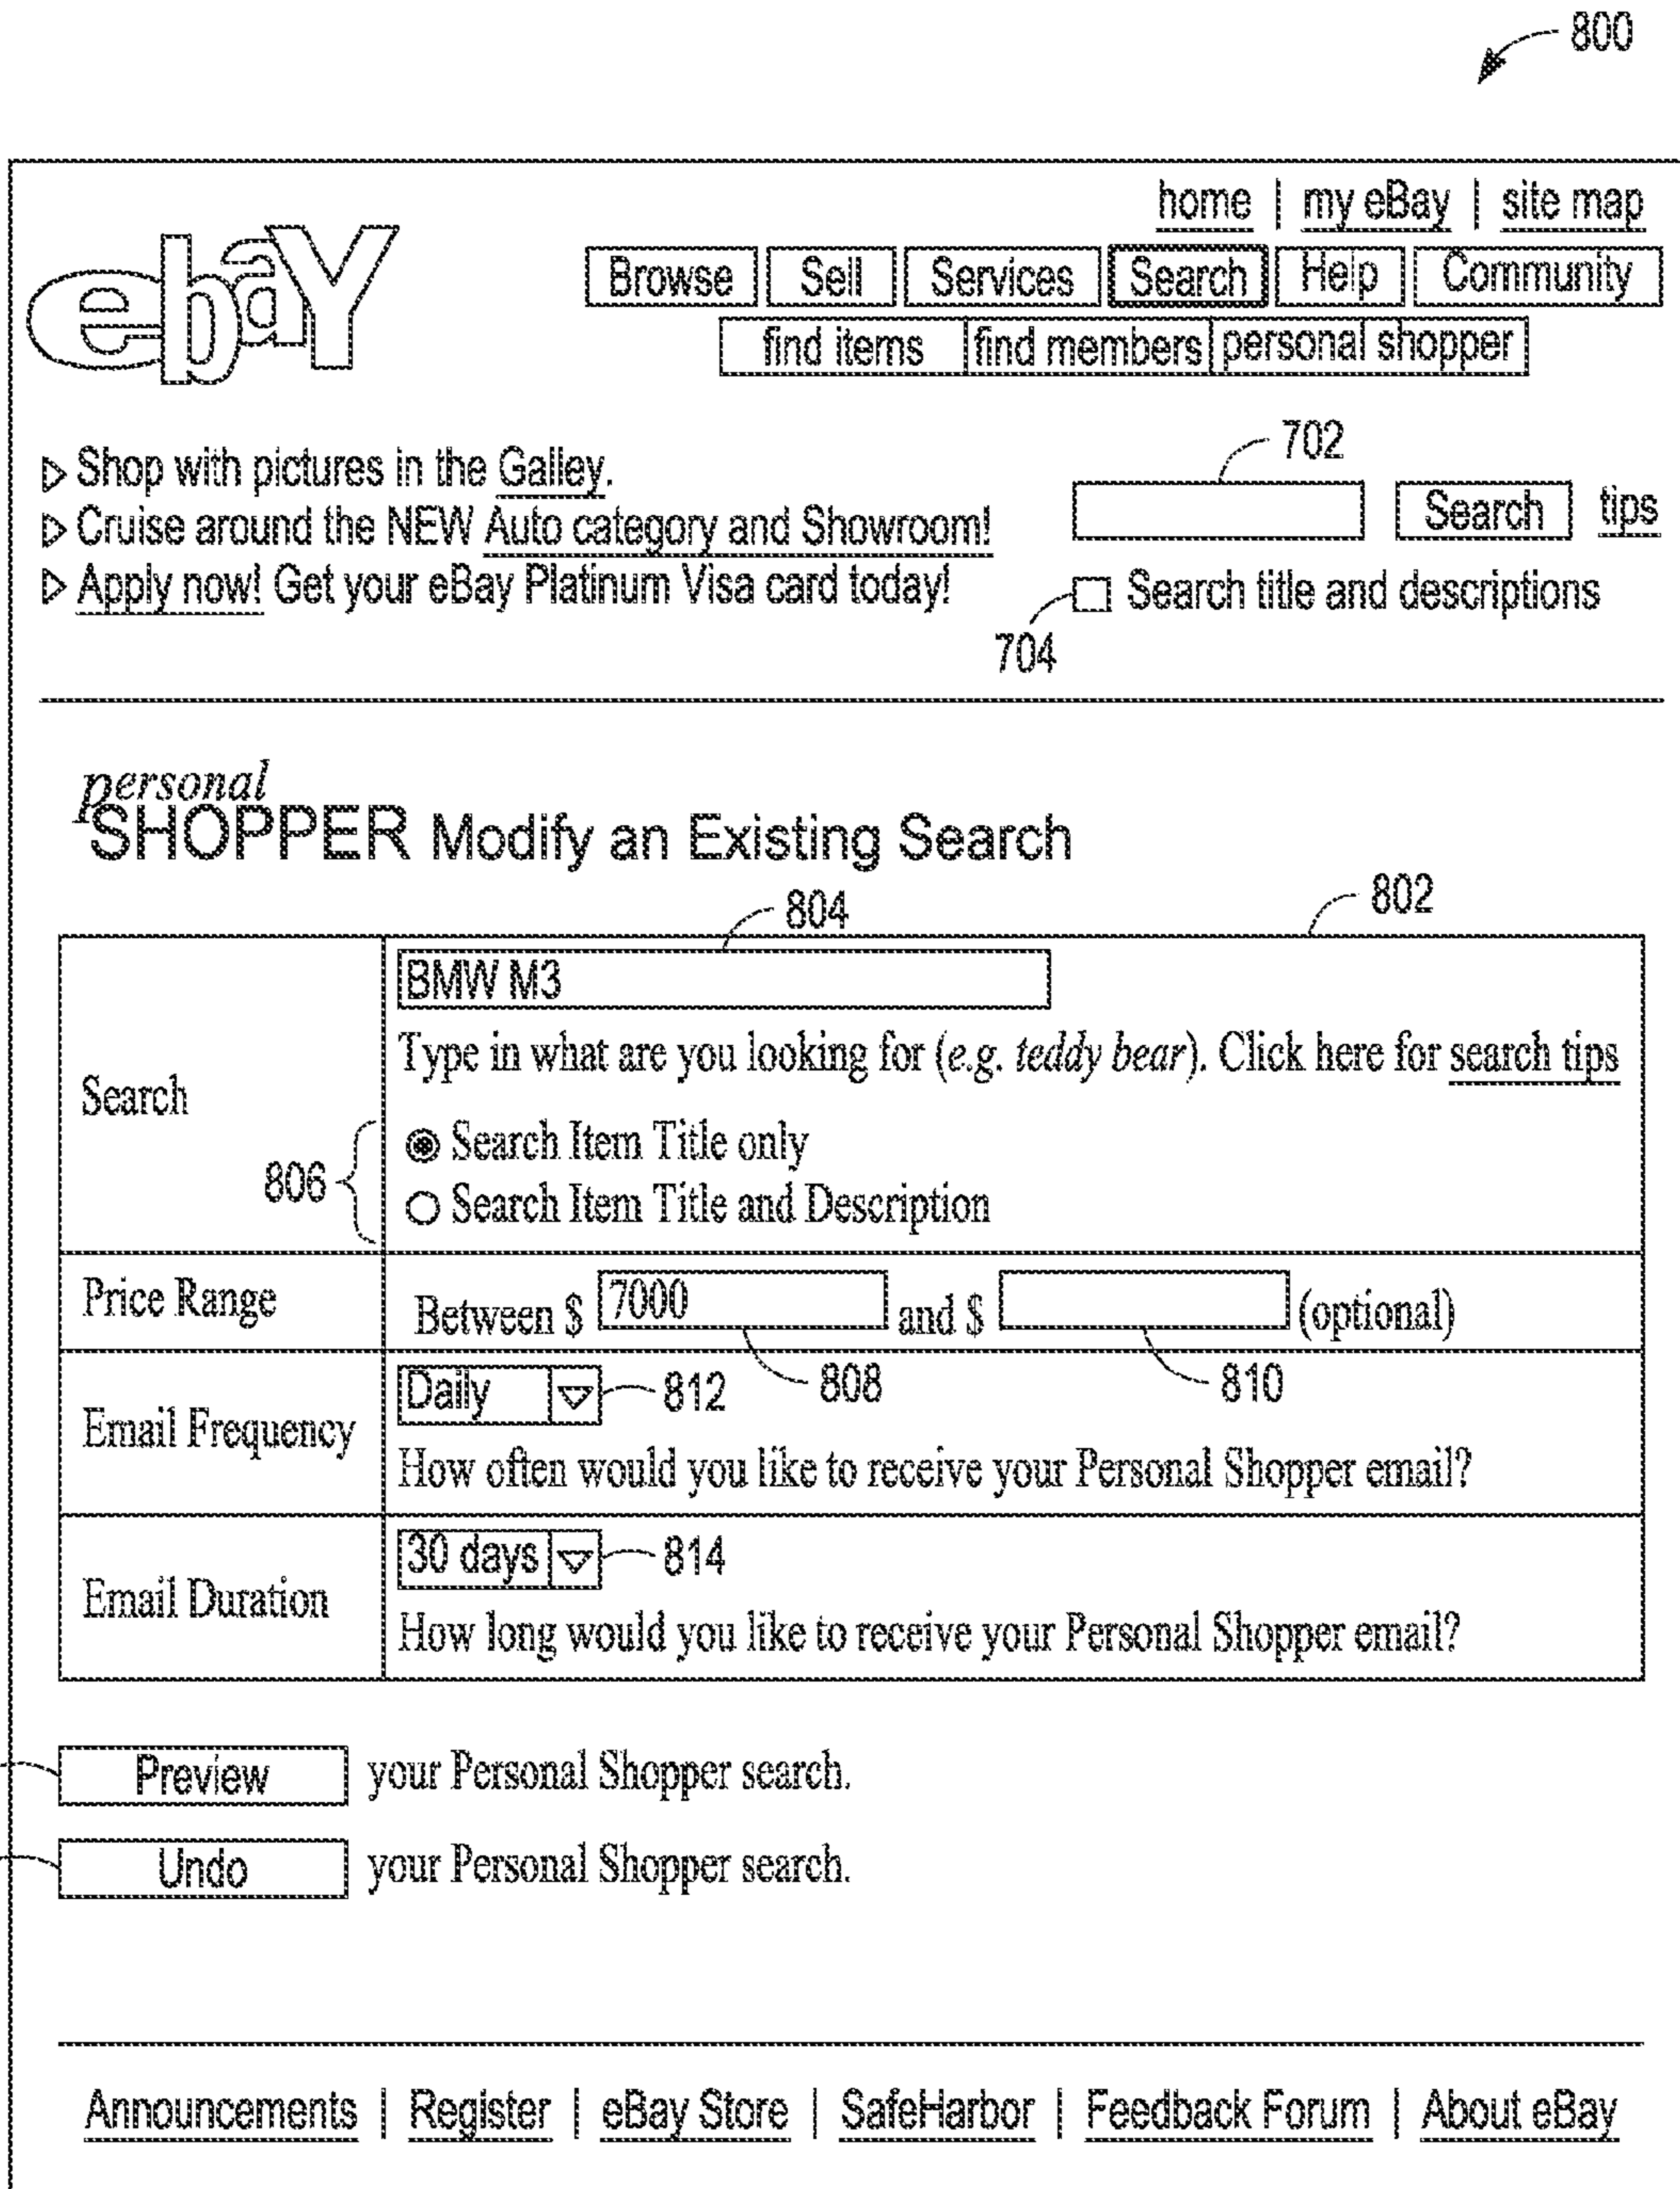 800
home | my eBay | site map
ebaY
Browse Sell Services Search Help Community
find items find members personal shopper
702
Shop with pictures in the Galley.
Search tips
Cruise around the NEW Auto category and Showroom!
Apply now! Get your eBay Platinum Visa card today!
Search title and descriptions
704
personal
SHOPPER Modify an Existing Search
804
802
BMW M3
Type in what are you looking for (e.g. teddy bear). Click here for search tips
Search
Search Item Title only
806
Search Item Title and Description
Price Range Between $ 7000 and $ (optional)
Daily 812 808 810
Email Frequency
How often would you like to receive your Personal Shopper email?
30 days 814
Email Duration
How long would you like to receive your Personal Shopper email?
Preview your Personal Shopper search.
Undo your Personal Shopper search.
Announcements | Register | eBay Store | SafeHarbor | Feedback Forum | About eBay